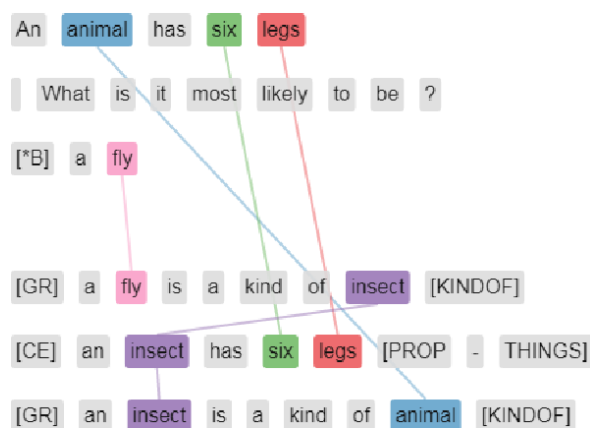 An animal has six legs
What is it most likely to be ?
[*B] a fly
[GR] a fly is a kind of insect [KINDOF]
[CE] an insect has six legs [PROP - THINGS]
[GR] an insect is a kind of animal [KINDOF]